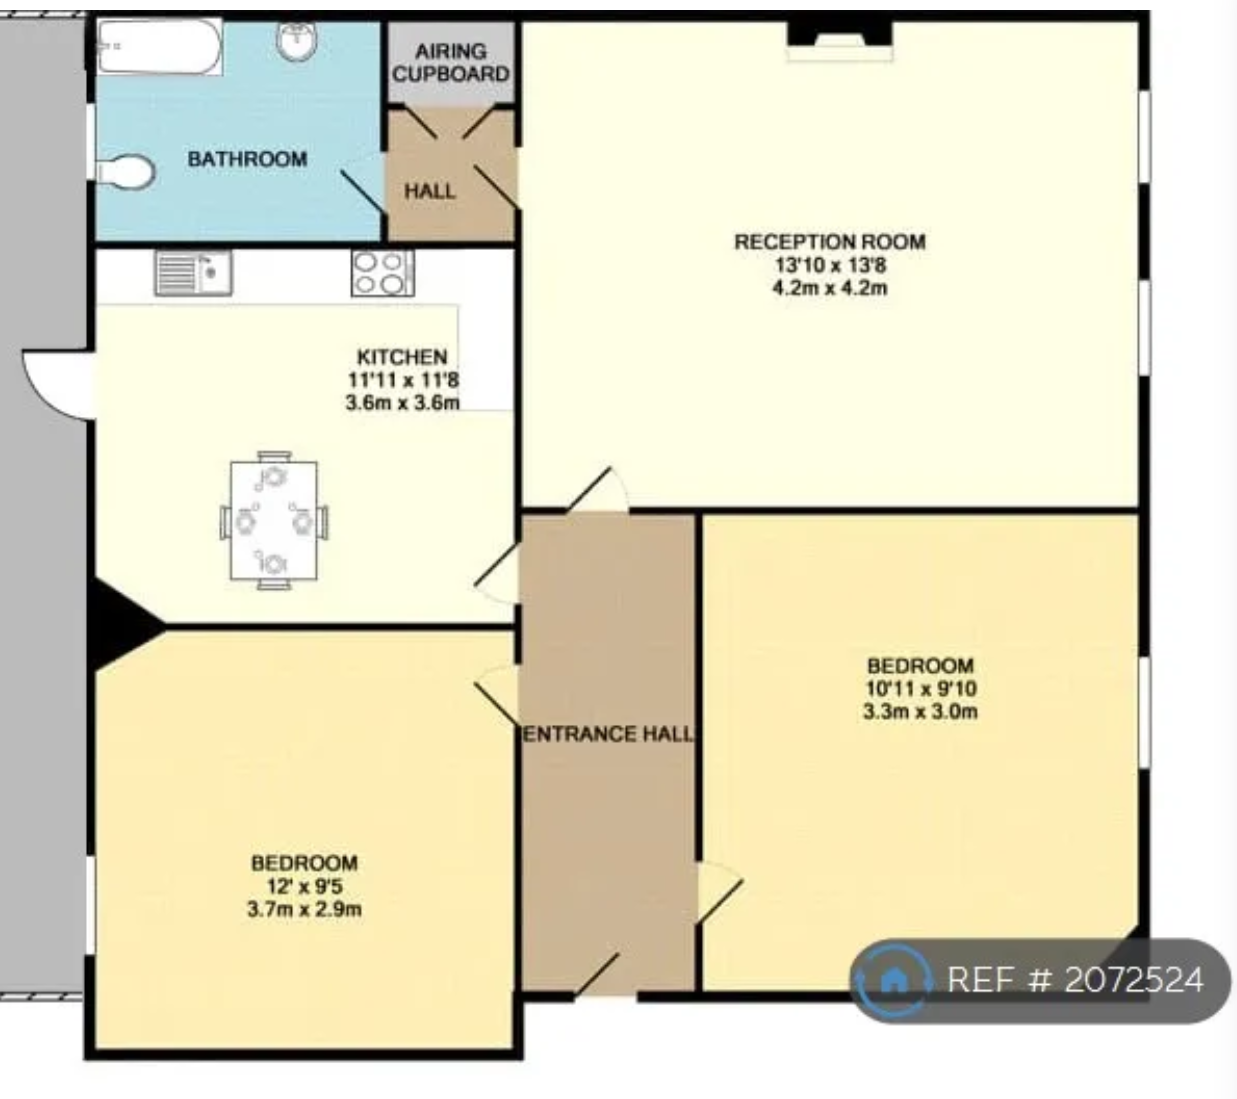 AIRING
CUPBOARD
BATHROOM
HALL
RECEPTION ROOM
13'10 x 13'8
4.2m x 4.2m
KITCHEN
11'11 x 11'8
3.6m x 3.6m
BEDROOM
10'11 x 9'10
3.3m x 3.0m
ENTRANCE HALL
BEDROOM
12' x 9'5
3.7m x 2.9m
REF # 2072524